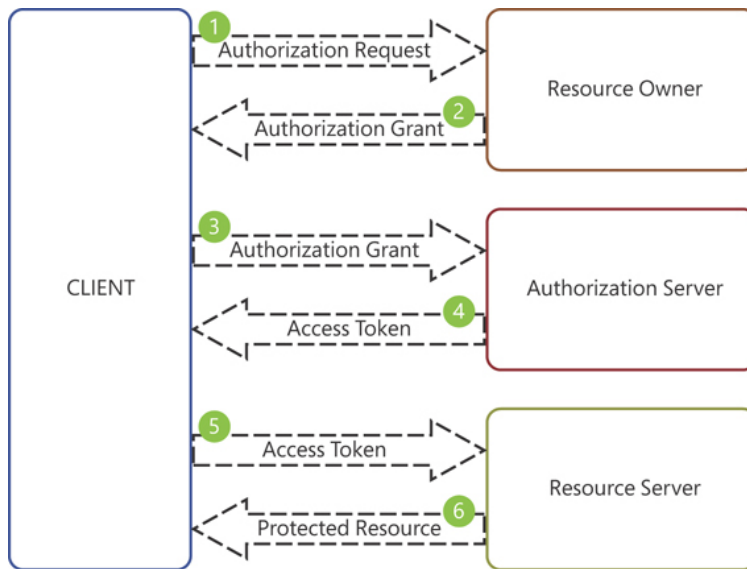 1
Authorization Request
Resource Owner
2
Authorization Grant
3
Authorization Grant
CLIENT
Authorization Server
4
Access Token
5
Access Token
Resource Server
6
Protected Resource